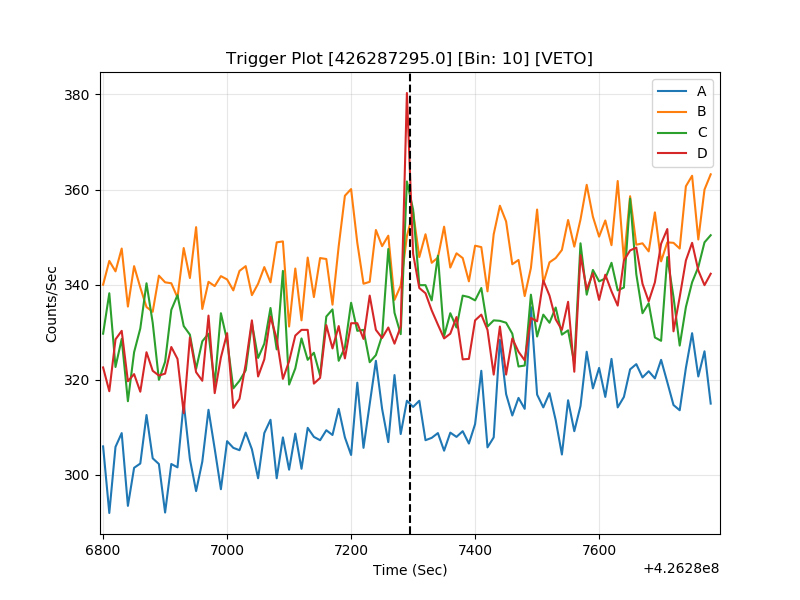 Trigger Plot [426287295.0] [Bin: 10] [VETO]
A
B
C
D
Counts/Sec
380
360
340
320
300
6800
7000
7200
7400
7600
Time (Sec)
+4.2628e8